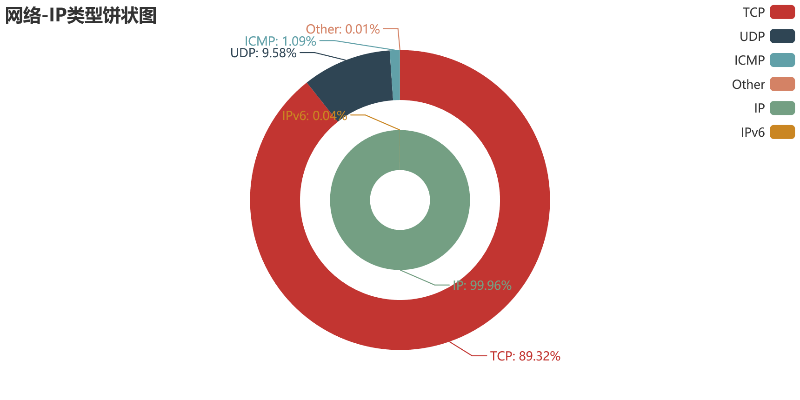 网络-IP类型饼状图
TCP
UDP
ICMP
Other
IP
IPv6
Other: 0.01%
ICMP: 1.09%
UDP: 9.58%
IPv6: 0.04%
IP: 99.96%
TCP: 89.32%